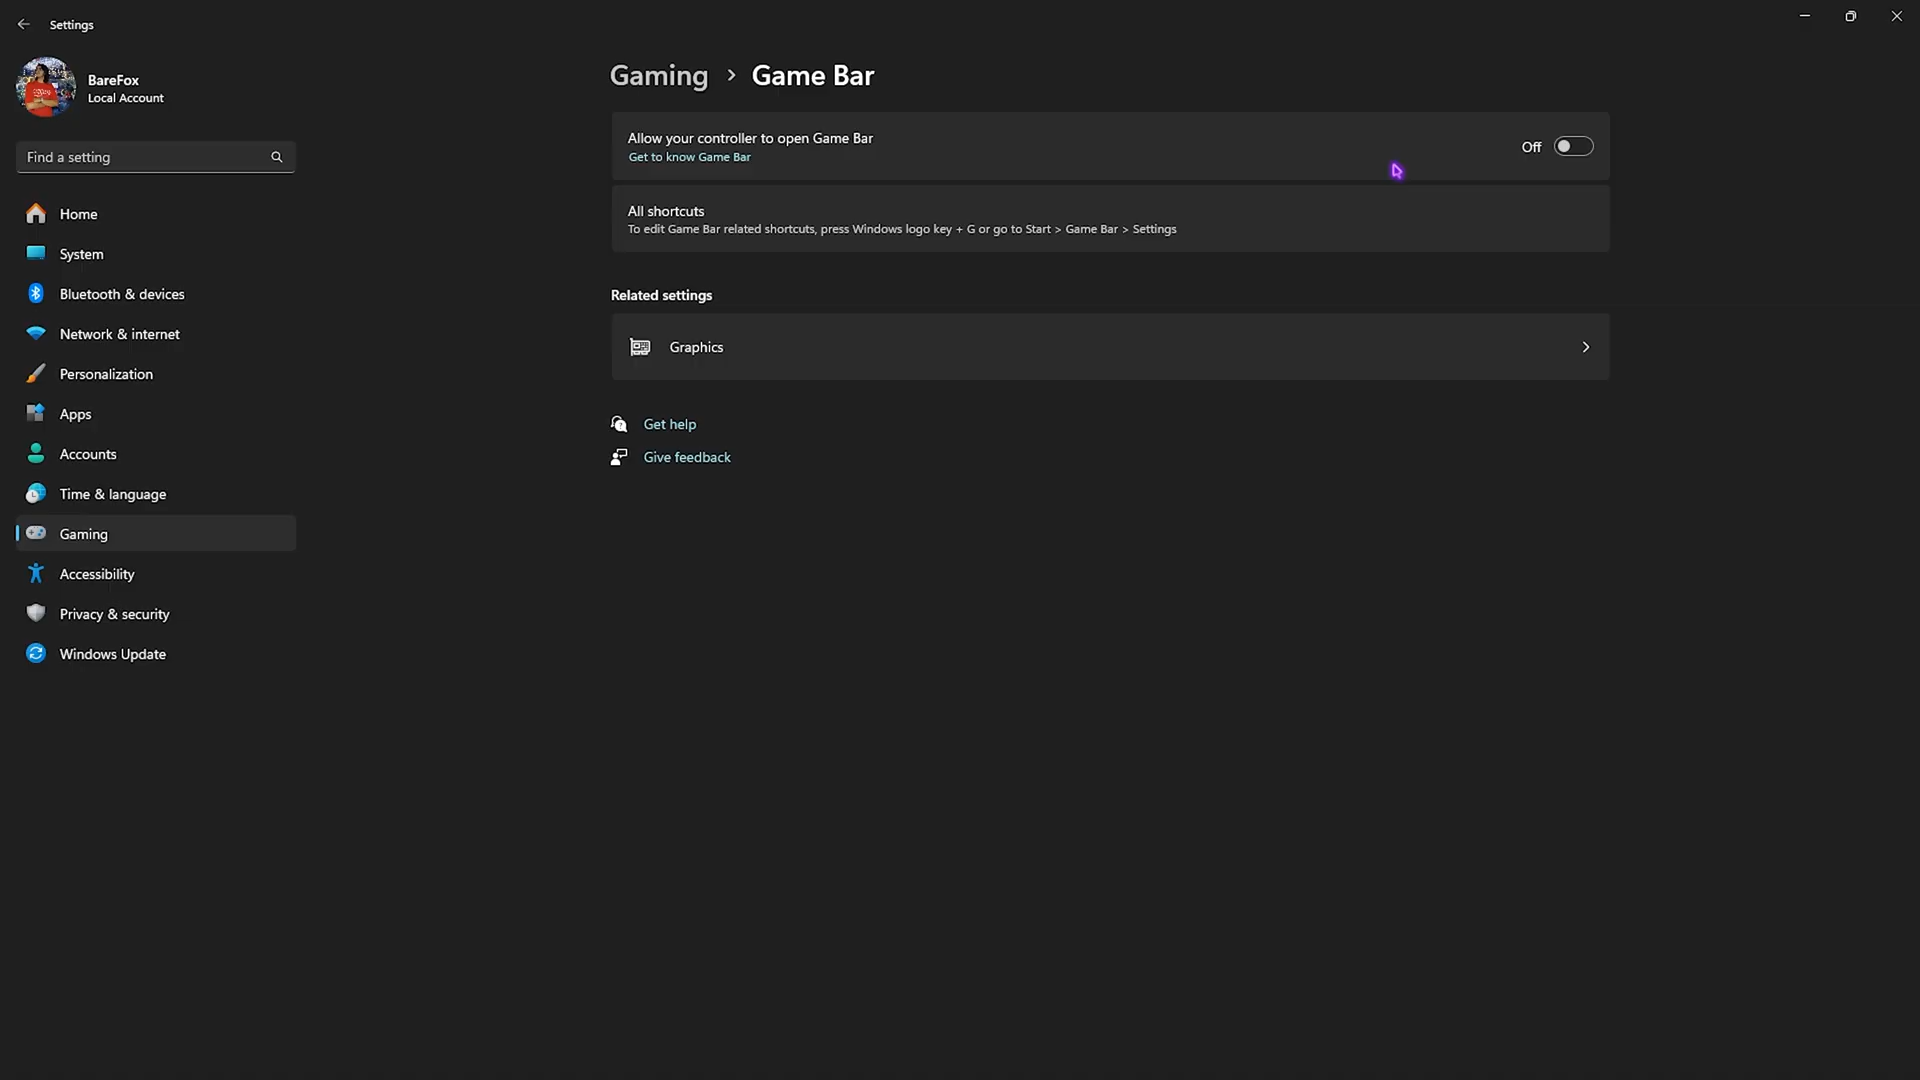 Settings
BareFox
Local Account
Find a setting
Home
System
Bluetooth & devices
Network & internet
Personalization
Apps
Accounts
Time & language
Gaming
Accessibility
Privacy & security
Windows Update
Gaming > Game Bar
Allow your controller to open Game Bar
Get to know Game Bar
Off
All shortcuts
To edit Game Bar related shortcuts, press Windows logo key + G or go to Start > Game Bar > Settings
Related settings
Graphics
Get help
Give feedback